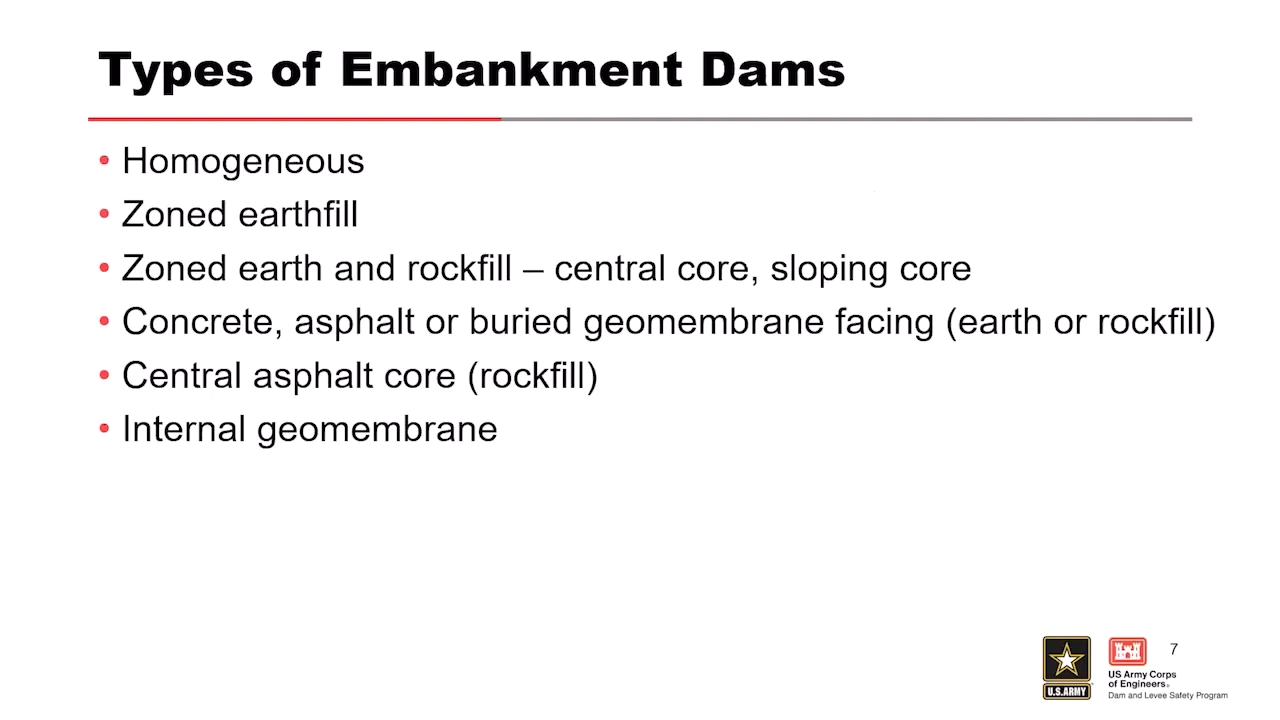 Types of Embankment Dams
• Homogeneous
• Zoned earthfill
• Zoned earth and rockfill – central core, sloping core
• Concrete, asphalt or buried geomembrane facing (earth or rockfill)
• Central asphalt core (rockfill)
• Internal geomembrane
U.S.ARMY
US Army Corps
of Engineers®
Dam and Levee Safety Program
7